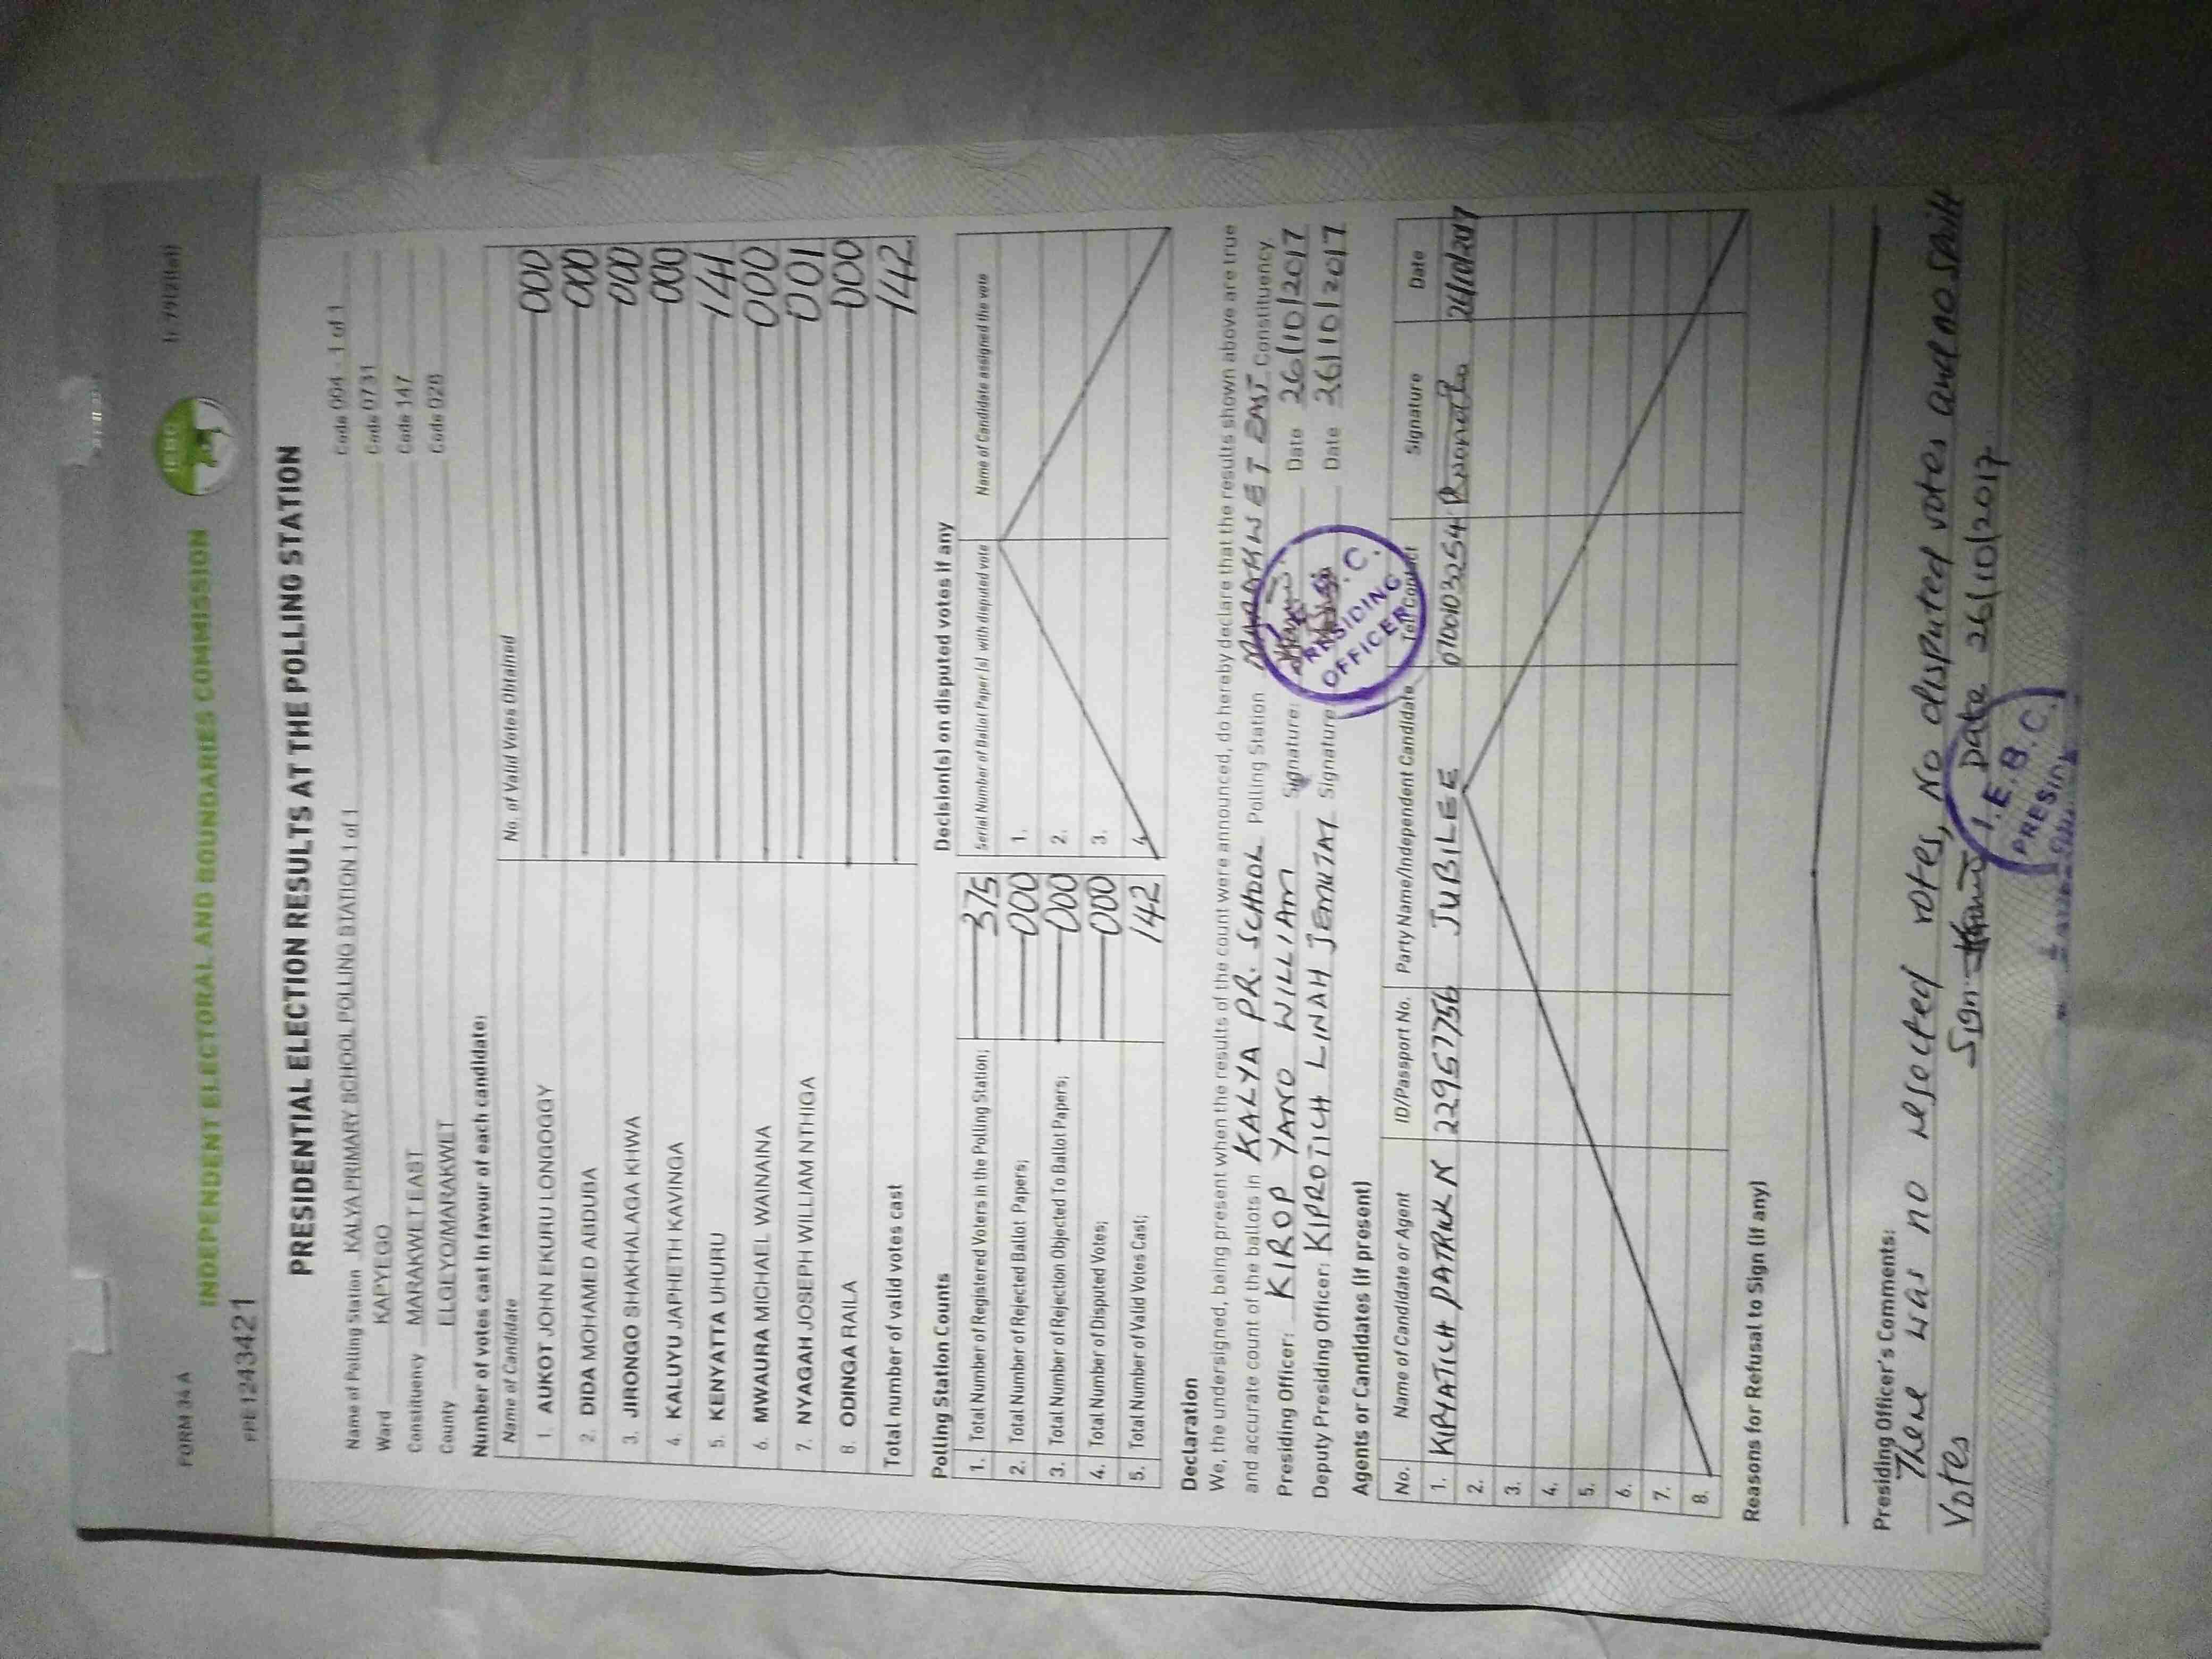 FORM 34 A
INDEPENDENT ELECTORAL AND BOUNDARIES COMMISSION
IEBC
PRE1243421
PRESIDENTIAL ELECTION RESULTS AT THE POLLING STATION
Name of Polling Station KALYA PRIMARY SCHOOL POLLING STATION 1 of 1 Code 004 - 1 of 1
Ward KAPYEGO Code 0731
Constituency MARAKWET EAST Code 147
County ELGEYO/MARAKWET Code 028
Number of votes cast in favour of each candidate:
Name of Candidate No. of Valid Votes Obtained
1. AUKOT JOHN EKURU LONGOGGY 000
2. DIDA MOHAMED ABDUBA 000
3. JIRONGO SHAKHALAGA KHWA 000
4. KALUYU JAPHETH KAVINGA 000
5. KENYATTA UHURU 141
6. MWAURA MICHAEL WAINAINA 000
7. NYAGAH JOSEPH WILLIAM NTHIGA 001
8. ODINGA RAILA 000
Total number of valid votes cast 142
Polling Station Counts
1. Total Number of Registered Voters in the Polling Station; 375
2. Total Number of Rejected Ballot Papers; 000
3. Total Number of Rejection Objected To Ballot Papers; 000
4. Total Number of Disputed Votes; 000
5. Total Number of Valid Votes Cast; 142
Decision(s) on disputed votes if any
Serial Number of Ballot Paper (s) with disputed vote Name of Candidate assigned the vote
1.
2.
3.
4.
Declaration
We, the undersigned, being present when the results of the count were announced, do hereby declare that the results shown above are true
and accurate count of the ballots in KALYA PR. SCHOOL Polling Station MARAKWET EAST Constituency.
Presiding Officer: KIROP YANO WILLIAM Signature: Date 26/10/2017
Deputy Presiding Officer: KIPROTICH LINAH JEMUTAI Signature Date 26/10/2017
I.E.B.C.
PRESIDING
OFFICER
Agents or Candidates (if present)
No. Name of Candidate or Agent ID/Passport No. Party Name/Independent Candidate Tel Contact Signature Date
1. KIPYATICH PATRICK N 22957756 JUBILEE 26/10/2017
2.
3.
4.
5.
6.
7.
8.
Reasons for Refusal to Sign (if any)
Presiding Officer's Comments:
There was no rejected votes, No disputed votes and no spoilt
Votes
Sign Date 26/10/2017
I.E.B.C.